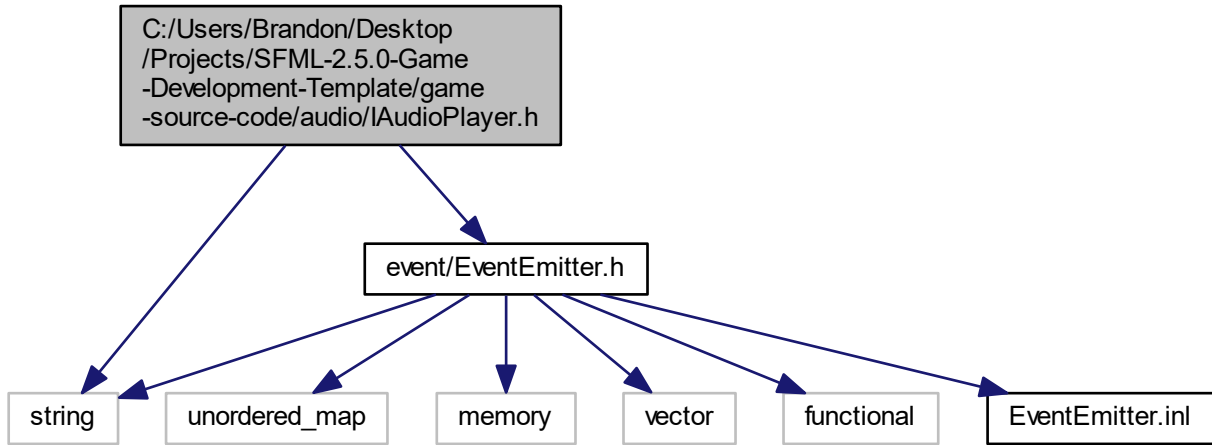 C:/Users/Brandon/Desktop
/Projects/SFML-2.5.0-Game
-Development-Template/game
-source-code/audio/IAudioPlayer.h
event/EventEmitter.h
string
unordered_map
memory
vector
functional
EventEmitter.inl